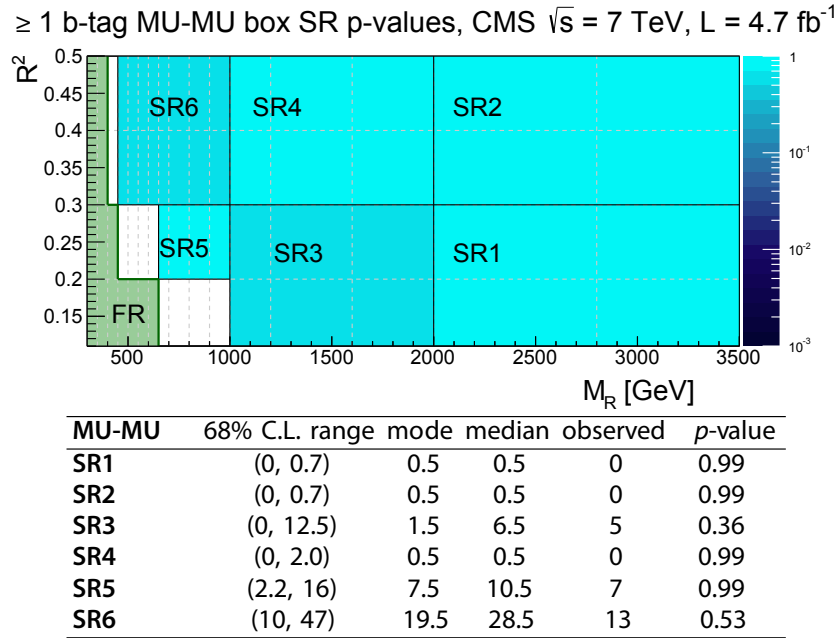 ≥ 1 b-tag MU-MU box SR p-values, CMS √s = 7 TeV, L = 4.7 fb⁻¹
R²
0.5
0.45
0.4
0.35
0.3
0.25
0.2
0.15
SR6 SR4 SR2
SR5 SR3 SR1
FR
1
10⁻¹
10⁻²
10⁻³
500 1000 1500 2000 2500 3000 3500
M_R [GeV]
MU-MU 68% C.L. range mode median observed p-value
SR1 (0, 0.7) 0.5 0.5 0 0.99
SR2 (0, 0.7) 0.5 0.5 0 0.99
SR3 (0, 12.5) 1.5 6.5 5 0.36
SR4 (0, 2.0) 0.5 0.5 0 0.99
SR5 (2.2, 16) 7.5 10.5 7 0.99
SR6 (10, 47) 19.5 28.5 13 0.53